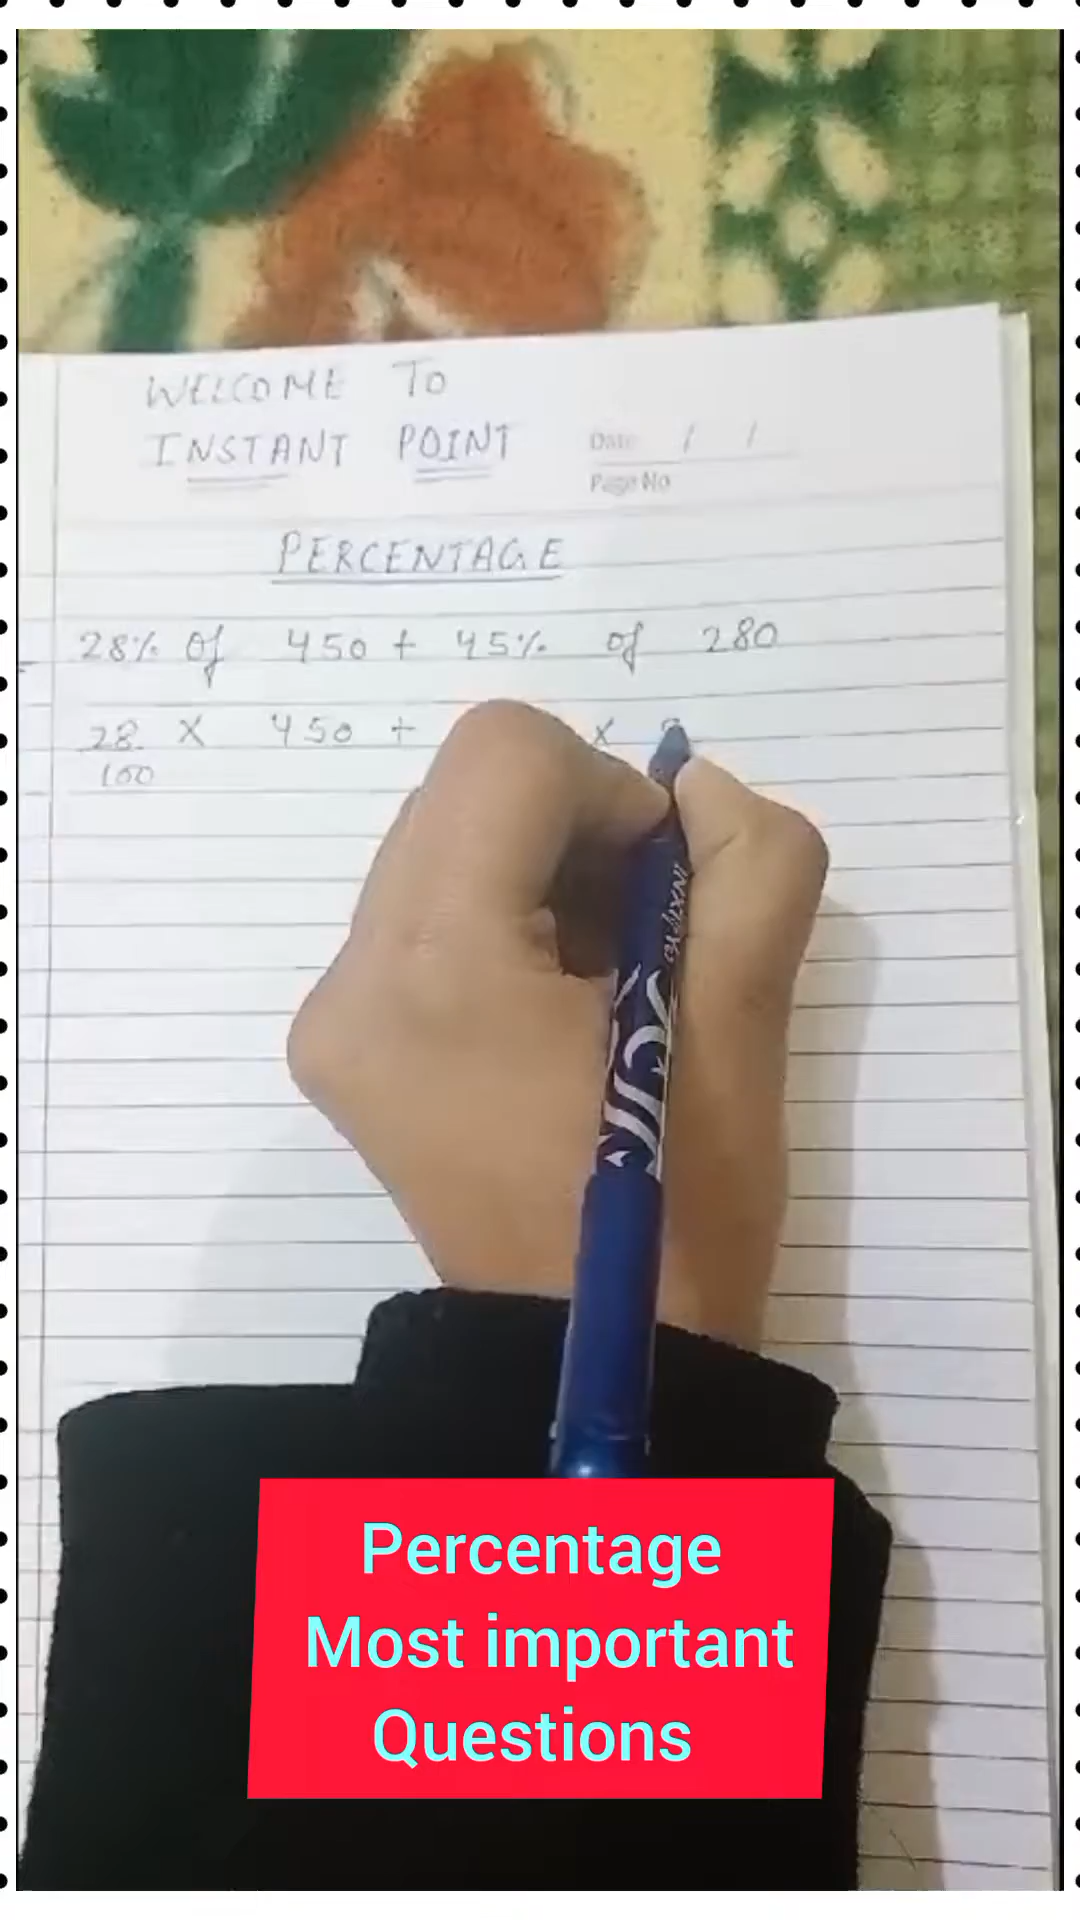 WELCOME To
INSTANT POINT
Date / /
Page No
PERCENTAGE
28% of 450 + 45% of 280
28 x 450 + x
100
Percentage
Most important
Questions